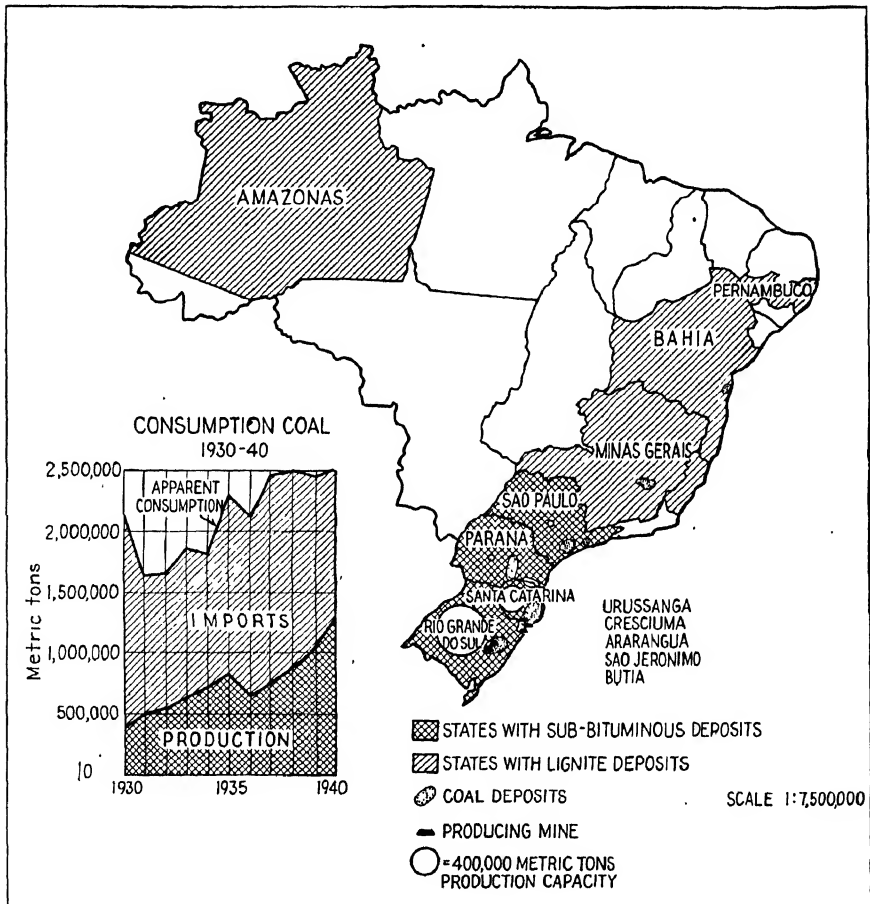 AMAZONAS
PERNAMBUCO
BAHIA
MINAS GERAIS
SAO PAULO
PARANA
SANTA CATARINA
RIO GRANDE
DO SUL
CONSUMPTION COAL
1930-40
2,500,000
2,000,000
1,500,000
1,000,000
500,000
0
Metric tons
APPARENT
CONSUMPTION
IMPORTS
PRODUCTION
1930
1935
1940
URUSSANGA
CRESCIUMA
ARARANGUA
SAO JERONIMO
BUTIA
STATES WITH SUB-BITUMINOUS DEPOSITS
STATES WITH LIGNITE DEPOSITS
COAL DEPOSITS
SCALE 1:7,500,000
PRODUCING MINE
=400,000 METRIC TONS
PRODUCTION CAPACITY